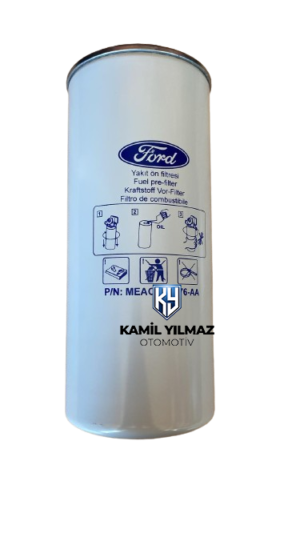 Ford
Yakıt ön filtresi
Fuel pre-filter
Kraftstoff Vor-Filter
Filtro de combustibile
1
2
OIL
3
P/N:
KY
KAMİL YILMAZ
OTOMOTİV